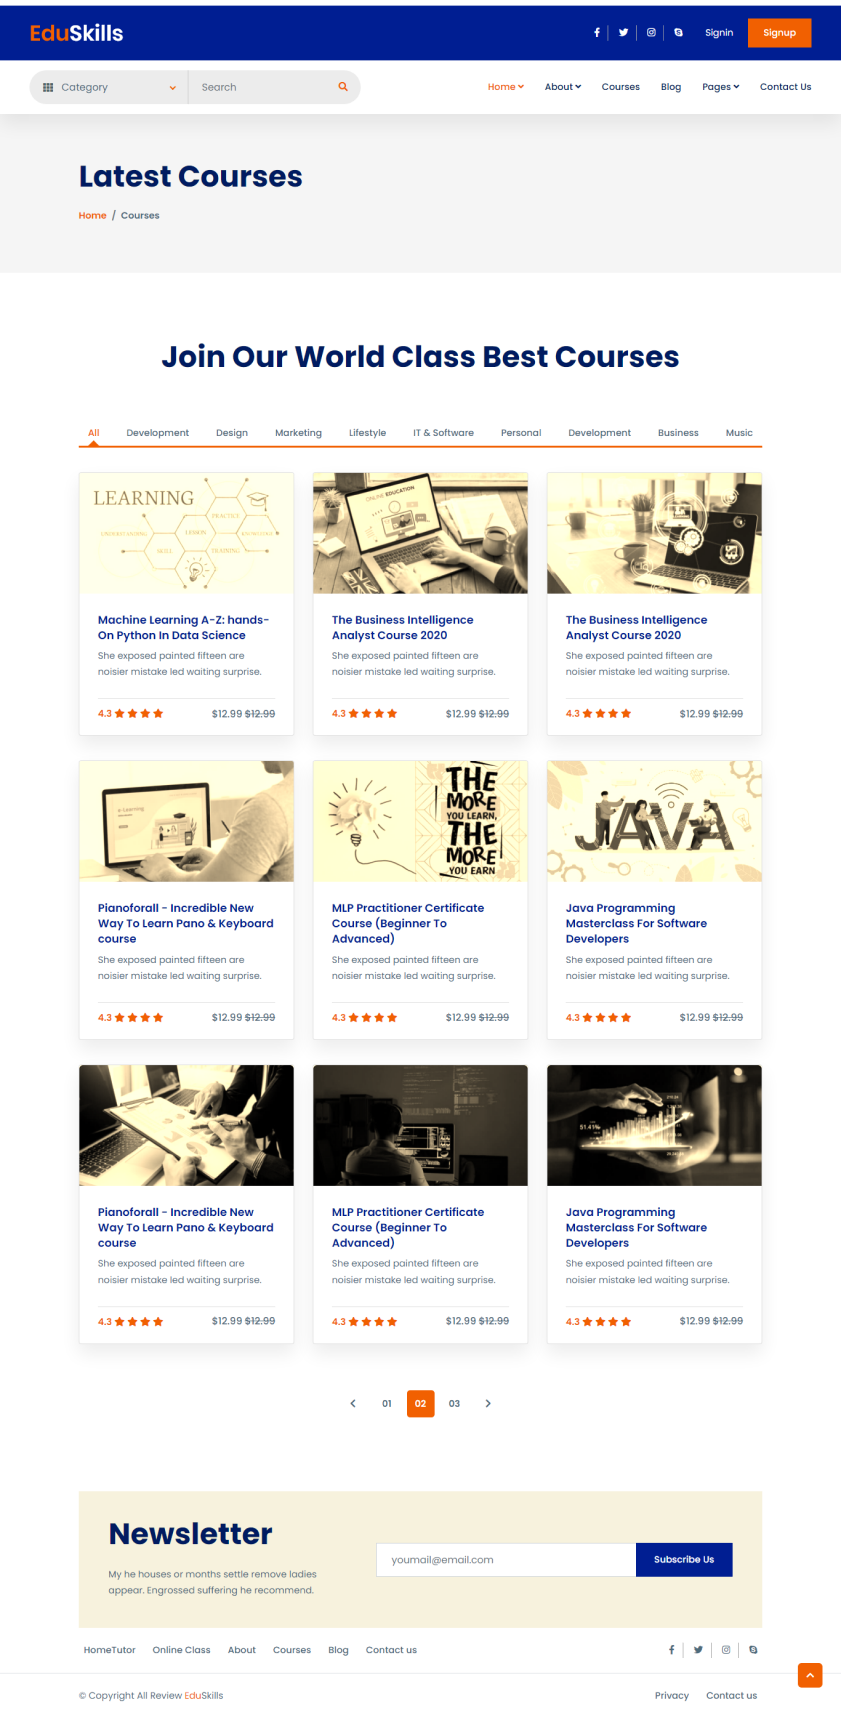 EduSkills
Signin
Signup
Category
Search
Home
About
Courses
Blog
Pages
Contact Us
Latest Courses
Home / Courses
Join Our World Class Best Courses
All
Development
Design
Marketing
Lifestyle
IT & Software
Personal
Development
Business
Music
LEARNING
PRACTICE
UNDERSTANDING
LESSON
KNOWLEDGE
SKILL
TRAINING
ONLINE EDUCATION
Machine Learning A-Z: hands-
On Python In Data Science
She exposed painted fifteen are
noisier mistake led waiting surprise.
4.3
$12.99 $12.99
The Business Intelligence
Analyst Course 2020
She exposed painted fifteen are
noisier mistake led waiting surprise.
4.3
$12.99 $12.99
The Business Intelligence
Analyst Course 2020
She exposed painted fifteen are
noisier mistake led waiting surprise.
4.3
$12.99 $12.99
e-Learning
THE
MORE
YOU LEARN,
THE
MORE
YOU EARN
JAVA
Pianoforall - Incredible New
Way To Learn Pano & Keyboard
course
She exposed painted fifteen are
noisier mistake led waiting surprise.
4.3
$12.99 $12.99
MLP Practitioner Certificate
Course (Beginner To
Advanced)
She exposed painted fifteen are
noisier mistake led waiting surprise.
4.3
$12.99 $12.99
Java Programming
Masterclass For Software
Developers
She exposed painted fifteen are
noisier mistake led waiting surprise.
4.3
$12.99 $12.99
51.41%
Pianoforall - Incredible New
Way To Learn Pano & Keyboard
course
She exposed painted fifteen are
noisier mistake led waiting surprise.
4.3
$12.99 $12.99
MLP Practitioner Certificate
Course (Beginner To
Advanced)
She exposed painted fifteen are
noisier mistake led waiting surprise.
4.3
$12.99 $12.99
Java Programming
Masterclass For Software
Developers
She exposed painted fifteen are
noisier mistake led waiting surprise.
4.3
$12.99 $12.99
01
02
03
Newsletter
My he houses or months settle remove ladies
appear. Engrossed suffering he recommend.
youmail@email.com
Subscribe Us
HomeTutor
Online Class
About
Courses
Blog
Contact us
© Copyright All Review EduSkills
Privacy
Contact us